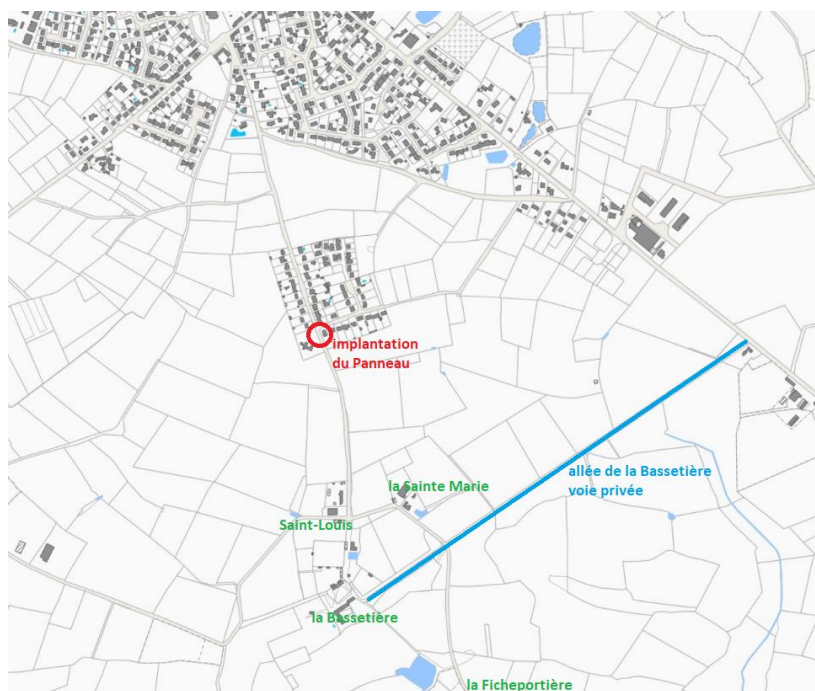 implantation
du Panneau
allée de la Bassetière
voie privée
la Sainte Marie
Saint-Louis
la Bassetière
la Ficheportière